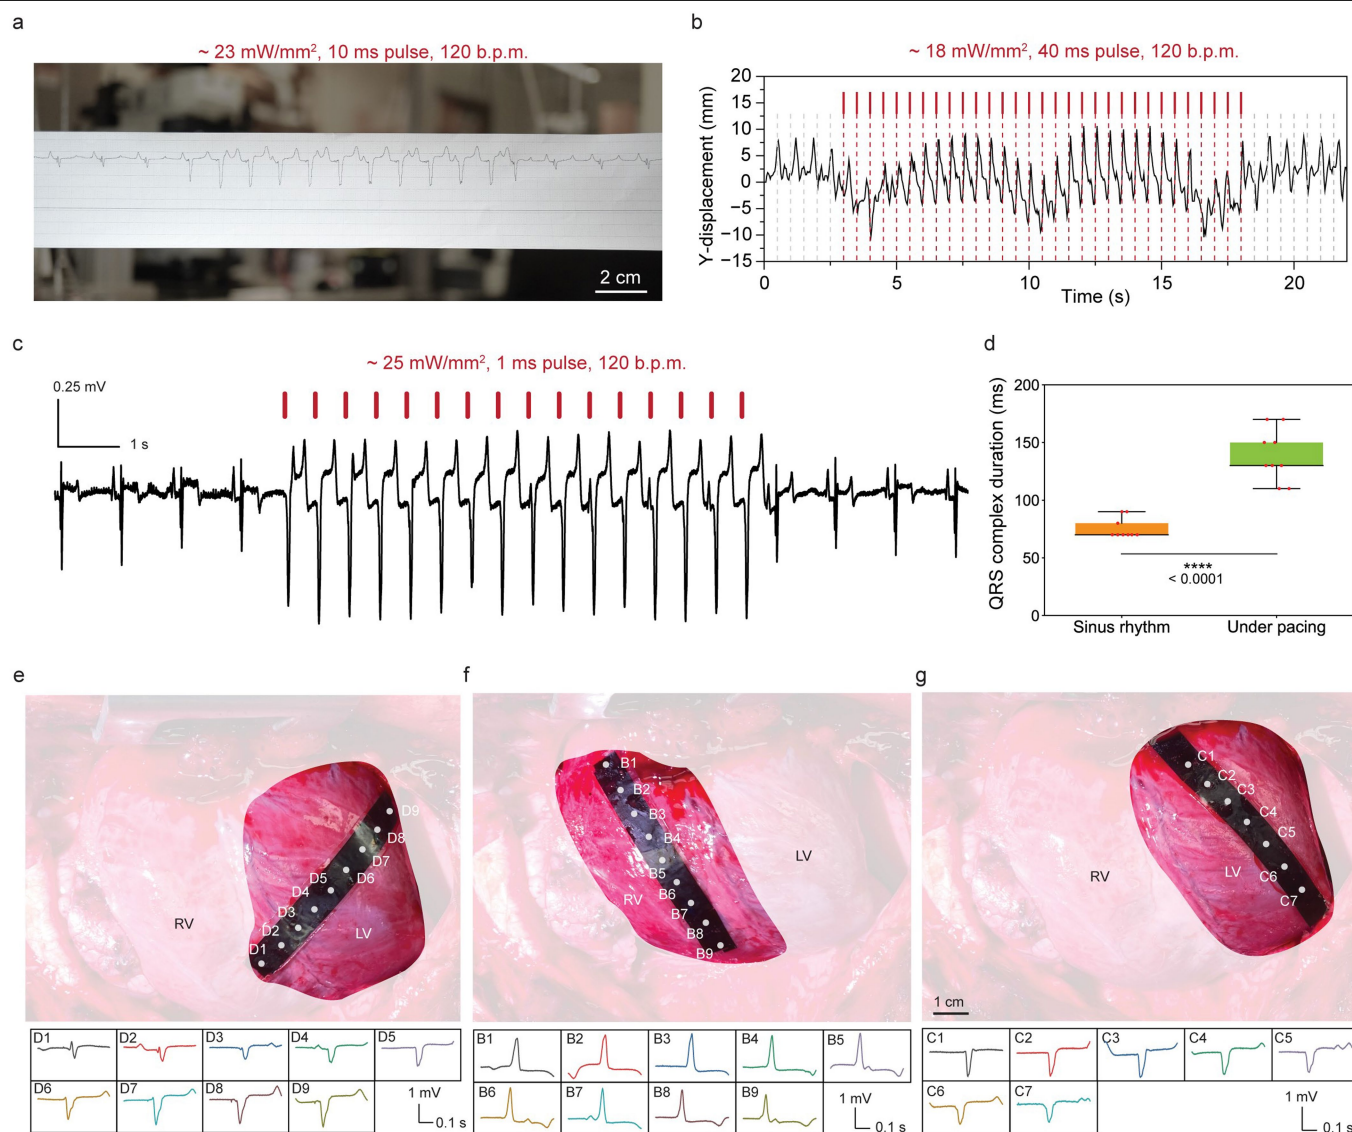 a
~ 23 mW/mm², 10 ms pulse, 120 b.p.m.
2 cm
b
~ 18 mW/mm², 40 ms pulse, 120 b.p.m.
Y-displacement (mm)
20
15
10
5
0
−5
−10
−15
0
5
10
15
20
Time (s)
c
~ 25 mW/mm², 1 ms pulse, 120 b.p.m.
0.25 mV
1 s
d
QRS complex duration (ms)
200
150
100
50
0
****
< 0.0001
Sinus rhythm
Under pacing
e
D9
D8
D7
D6
D5
D4
D3
D2
D1
RV
LV
f
B1
B2
B3
B4
B5
B6
B7
B8
B9
RV
LV
g
C1
C2
C3
C4
C5
C6
C7
RV
LV
1 cm
D1
D2
D3
D4
D5
D6
D7
D8
D9
1 mV
0.1 s
B1
B2
B3
B4
B5
B6
B7
B8
B9
1 mV
0.1 s
C1
C2
C3
C4
C5
C6
C7
1 mV
0.1 s